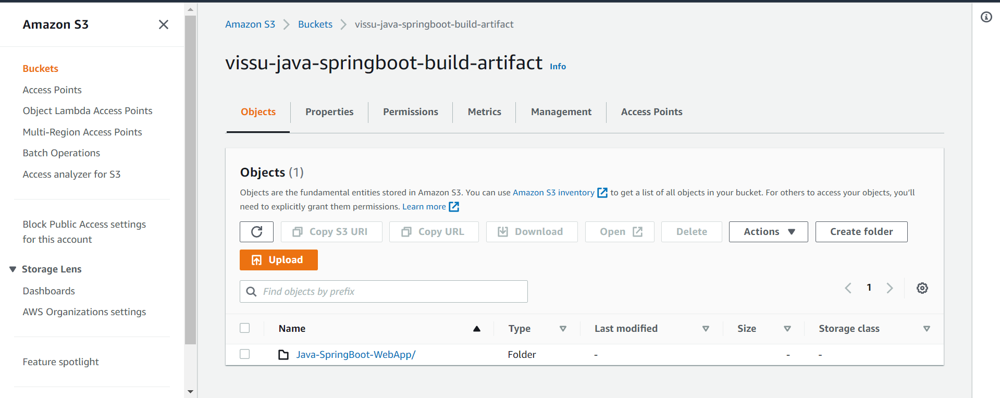 Amazon S3
Buckets
Access Points
Object Lambda Access Points
Multi-Region Access Points
Batch Operations
Access analyzer for S3
Block Public Access settings
for this account
Storage Lens
Dashboards
AWS Organizations settings
Feature spotlight
Amazon S3 Buckets vissu-java-springboot-build-artifact
vissu-java-springboot-build-artifact Info
Objects Properties Permissions Metrics Management Access Points
Objects (1)
Objects are the fundamental entities stored in Amazon S3. You can use Amazon S3 inventory to get a list of all objects in your bucket. For others to access your objects, you'll
need to explicitly grant them permissions. Learn more
Copy S3 URI Copy URL Download Open Delete Actions Create folder
Upload
Find objects by prefix 1
Name Type Last modified Size Storage class
Java-SpringBoot-WebApp/ Folder - - -